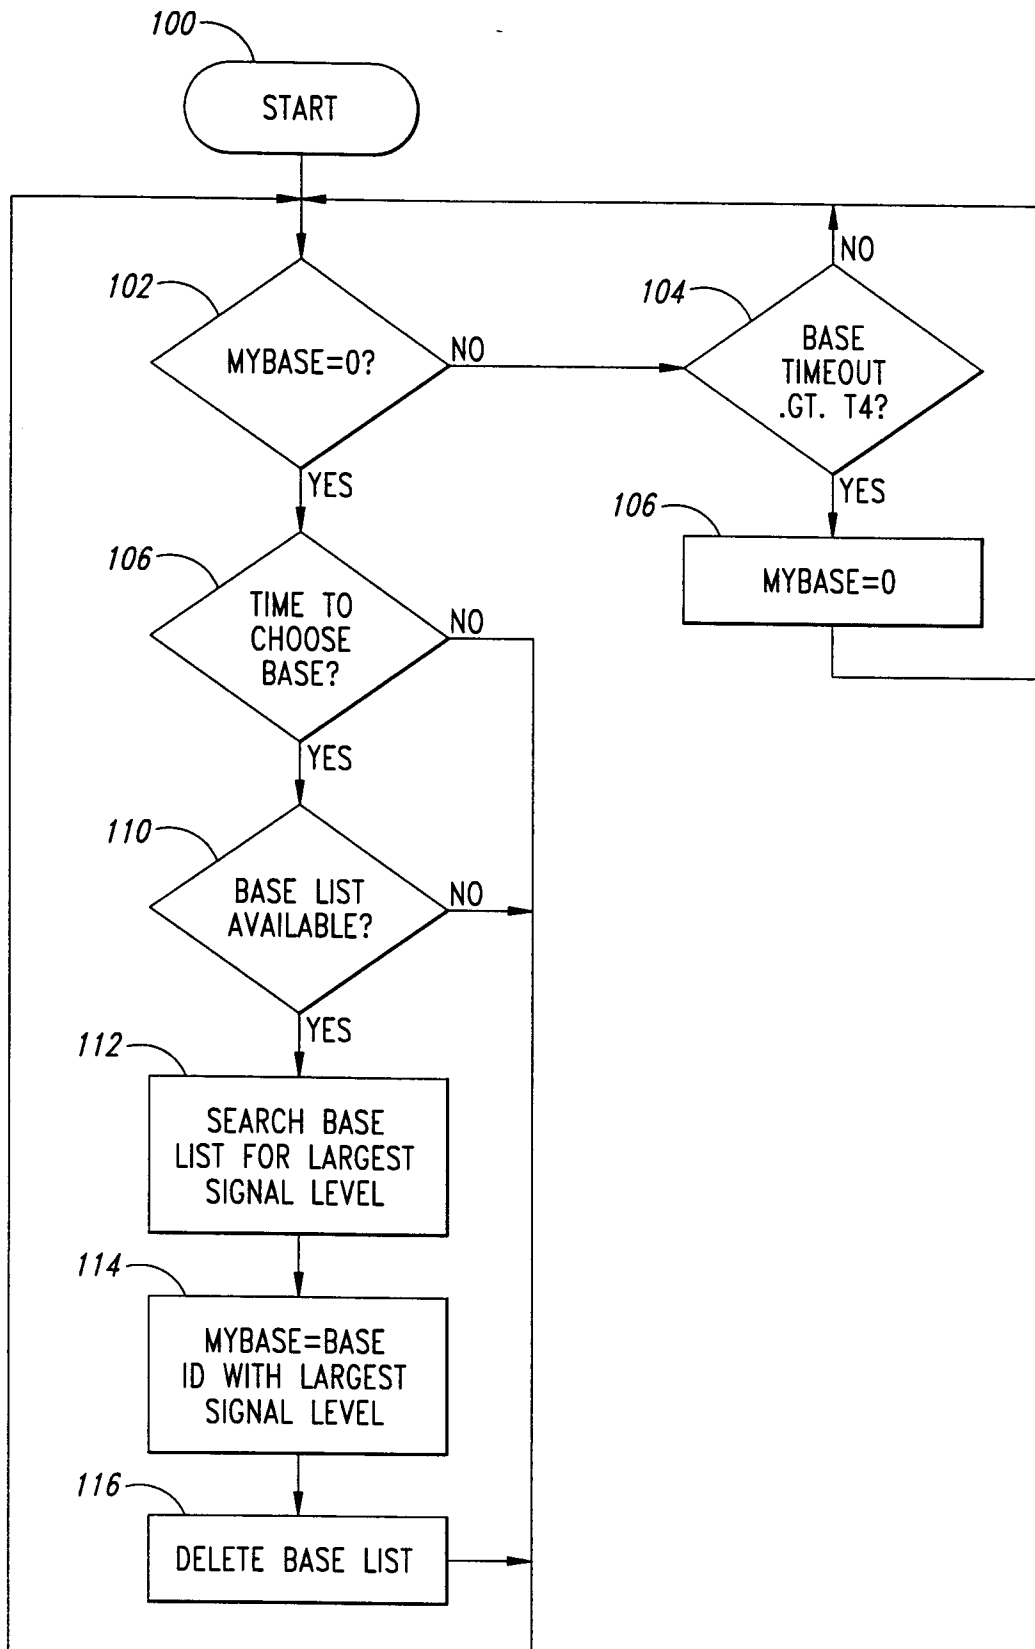 100
START
102
MYBASE=0?
NO
YES
104
BASE
TIMEOUT
.GT. T4?
NO
YES
106
MYBASE=0
106
TIME TO
CHOOSE
BASE?
NO
YES
110
BASE LIST
AVAILABLE?
NO
YES
112
SEARCH BASE
LIST FOR LARGEST
SIGNAL LEVEL
114
MYBASE=BASE
ID WITH LARGEST
SIGNAL LEVEL
116
DELETE BASE LIST